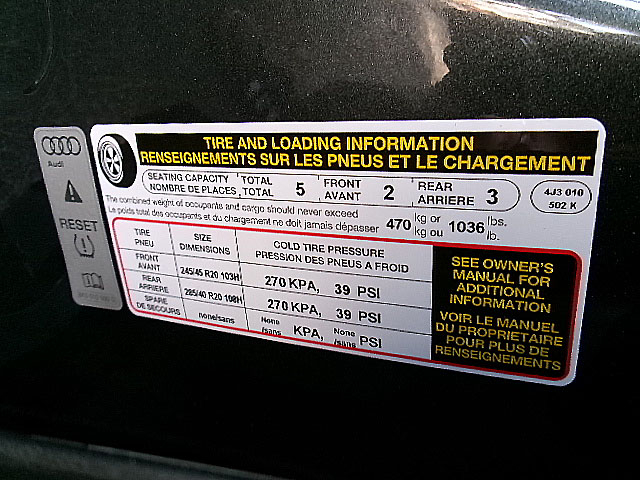 Audi
RESET
TIRE AND LOADING INFORMATION
RENSEIGNEMENTS SUR LES PNEUS ET LE CHARGEMENT
SEATING CAPACITY TOTAL 5 FRONT 2 REAR 3
NOMBRE DE PLACES TOTAL AVANT ARRIERE
4J3 010
502 K
The combined weight of occupants and cargo should never exceed 470 kg or 1036 lbs.
Le poids total des occupants et du chargement ne doit jamais dépasser kg ou lb.
TIRE SIZE COLD TIRE PRESSURE
PNEU DIMENSIONS PRESSION DES PNEUS A FROID
FRONT 245/45 R20 103H 270 KPA, 39 PSI
AVANT
REAR 285/40 R20 108H 270 KPA, 39 PSI
ARRIERE
SPARE none/sans None KPA, None PSI
DE SECOURS /sans /sans
SEE OWNER'S
MANUAL FOR
ADDITIONAL
INFORMATION
VOIR LE MANUEL
DU PROPRIETAIRE
POUR PLUS DE
RENSEIGNEMENTS